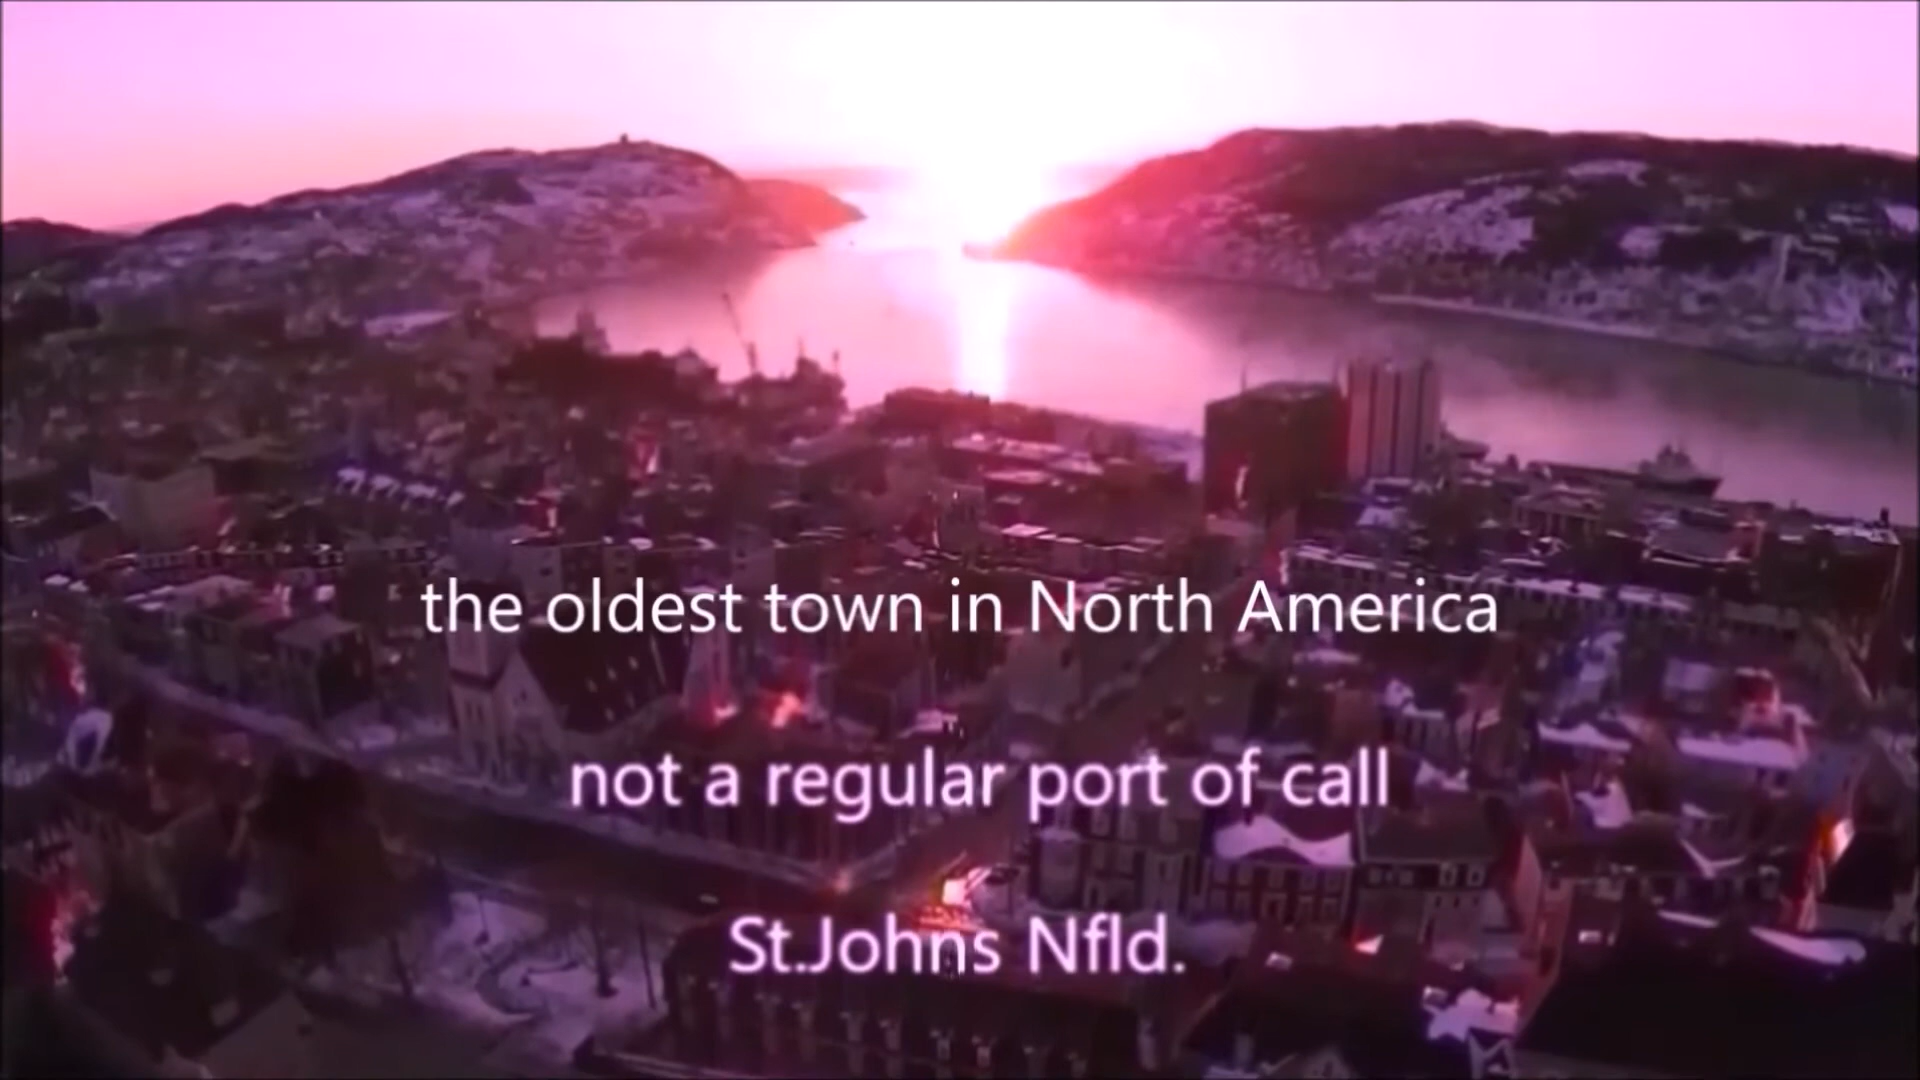 the oldest town in North America
not a regular port of call
St.Johns Nfld.